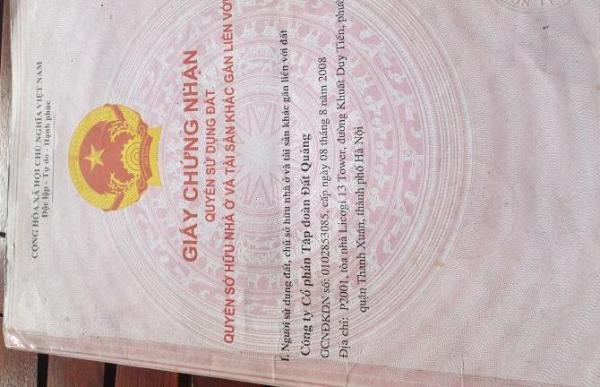 CỘNG HÒA XÃ HỘI CHỦ NGHĨA VIỆT NAM
Độc lập - Tự do - Hạnh phúc
GIẤY CHỨNG NHẬN
QUYỀN SỬ DỤNG ĐẤT
QUYỀN SỞ HỮU NHÀ Ở VÀ TÀI SẢN KHÁC GẮN LIỀN VỚI
I. Người sử dụng đất, chủ sở hữu nhà ở và tài sản khác gắn liền với đất
Công ty Cổ phần Tập đoàn Đất Quảng
GCNĐKDN số: 0102853085, cấp ngày 08 tháng 8 năm 2008
Địa chỉ: P2001, tòa nhà Licogi 13 Tower, đường Khuất Duy Tiến,
quận Thanh Xuân, thành phố Hà Nội